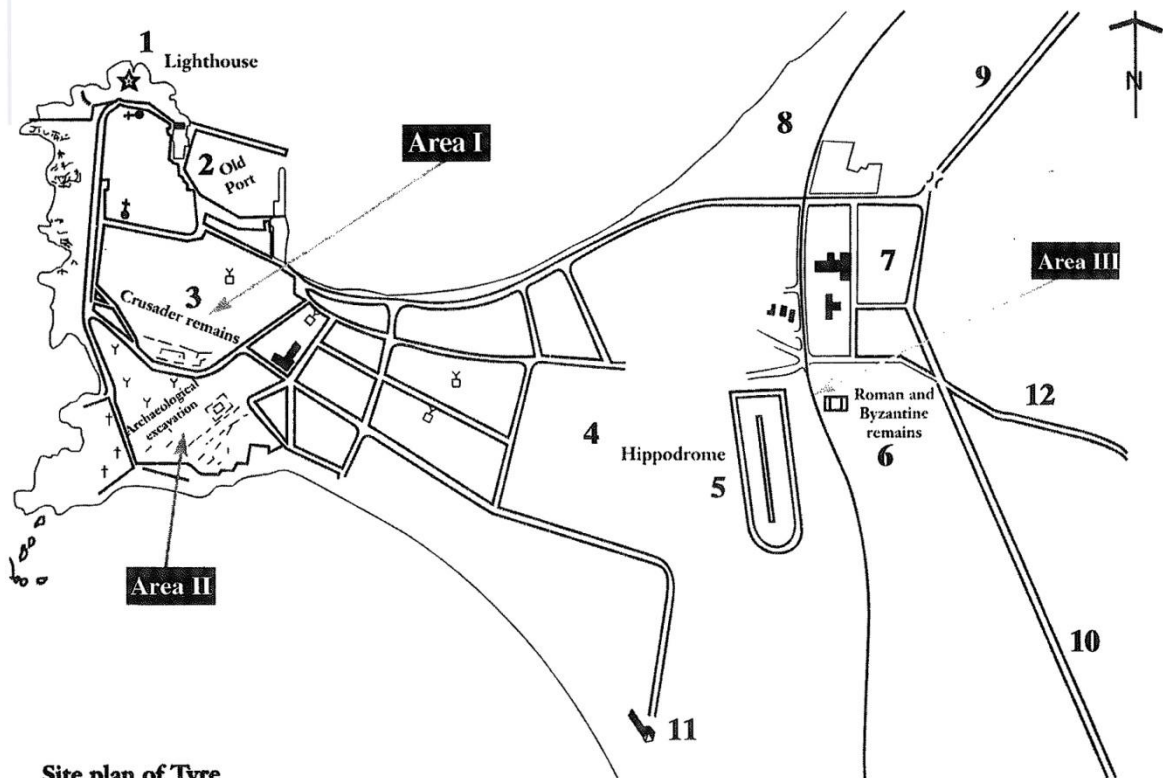 1
Lighthouse
Area I
2 Old
Port
3
Crusader remains
Archaeological
excavation
Area II
4
Hippodrome
5
Roman and
Byzantine
remains
6
7
8
9
N
Area III
12
10
11
Site plan of Tyre